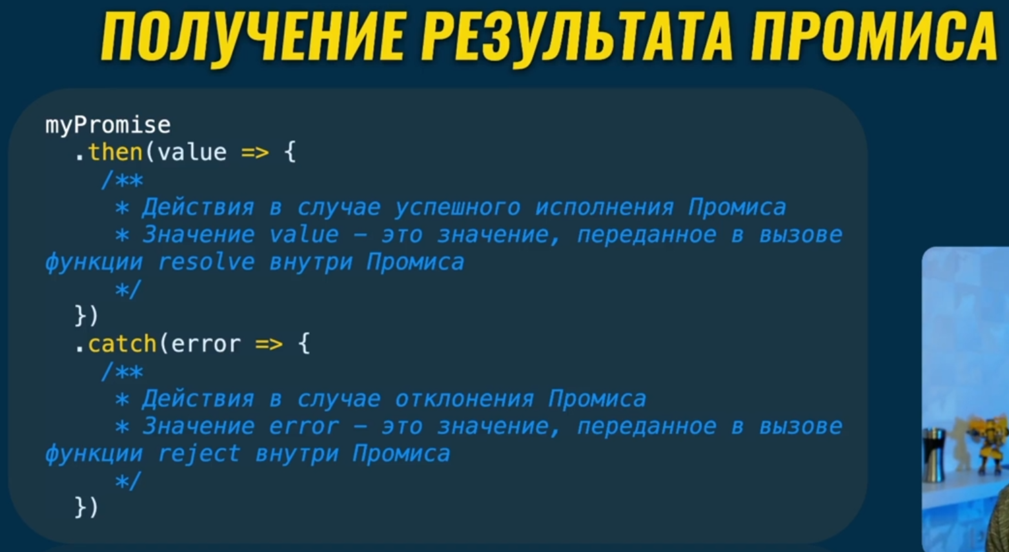 ПОЛУЧЕНИЕ РЕЗУЛЬТАТА ПРОМИСА
myPromise
.then(value => {
/**
* Действия в случае успешного исполнения Промиса
* Значение value – это значение, переданное в вызове
функции resolve внутри Промиса
*/
})
.catch(error => {
/**
* Действия в случае отклонения Промиса
* Значение error – это значение, переданное в вызове
функции reject внутри Промиса
*/
})